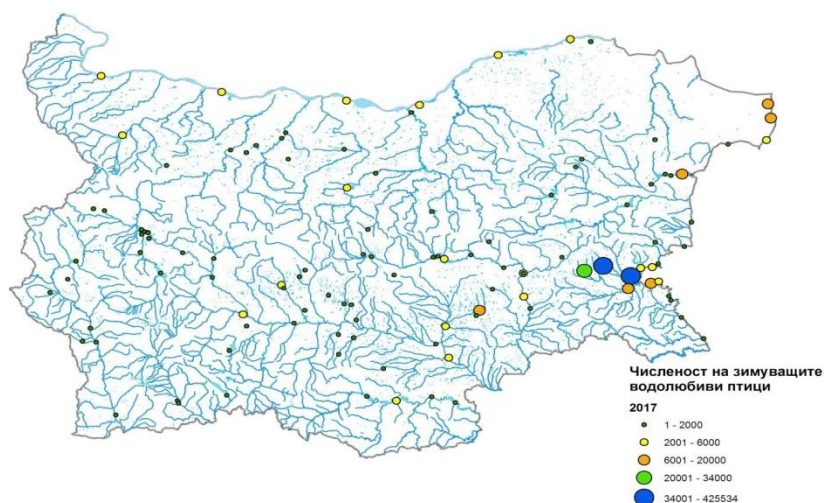 Численост на зимуващите
водолюбиви птици
2017
1 - 2000
2001 - 6000
6001 - 20000
20001 - 34000
34001 - 425534